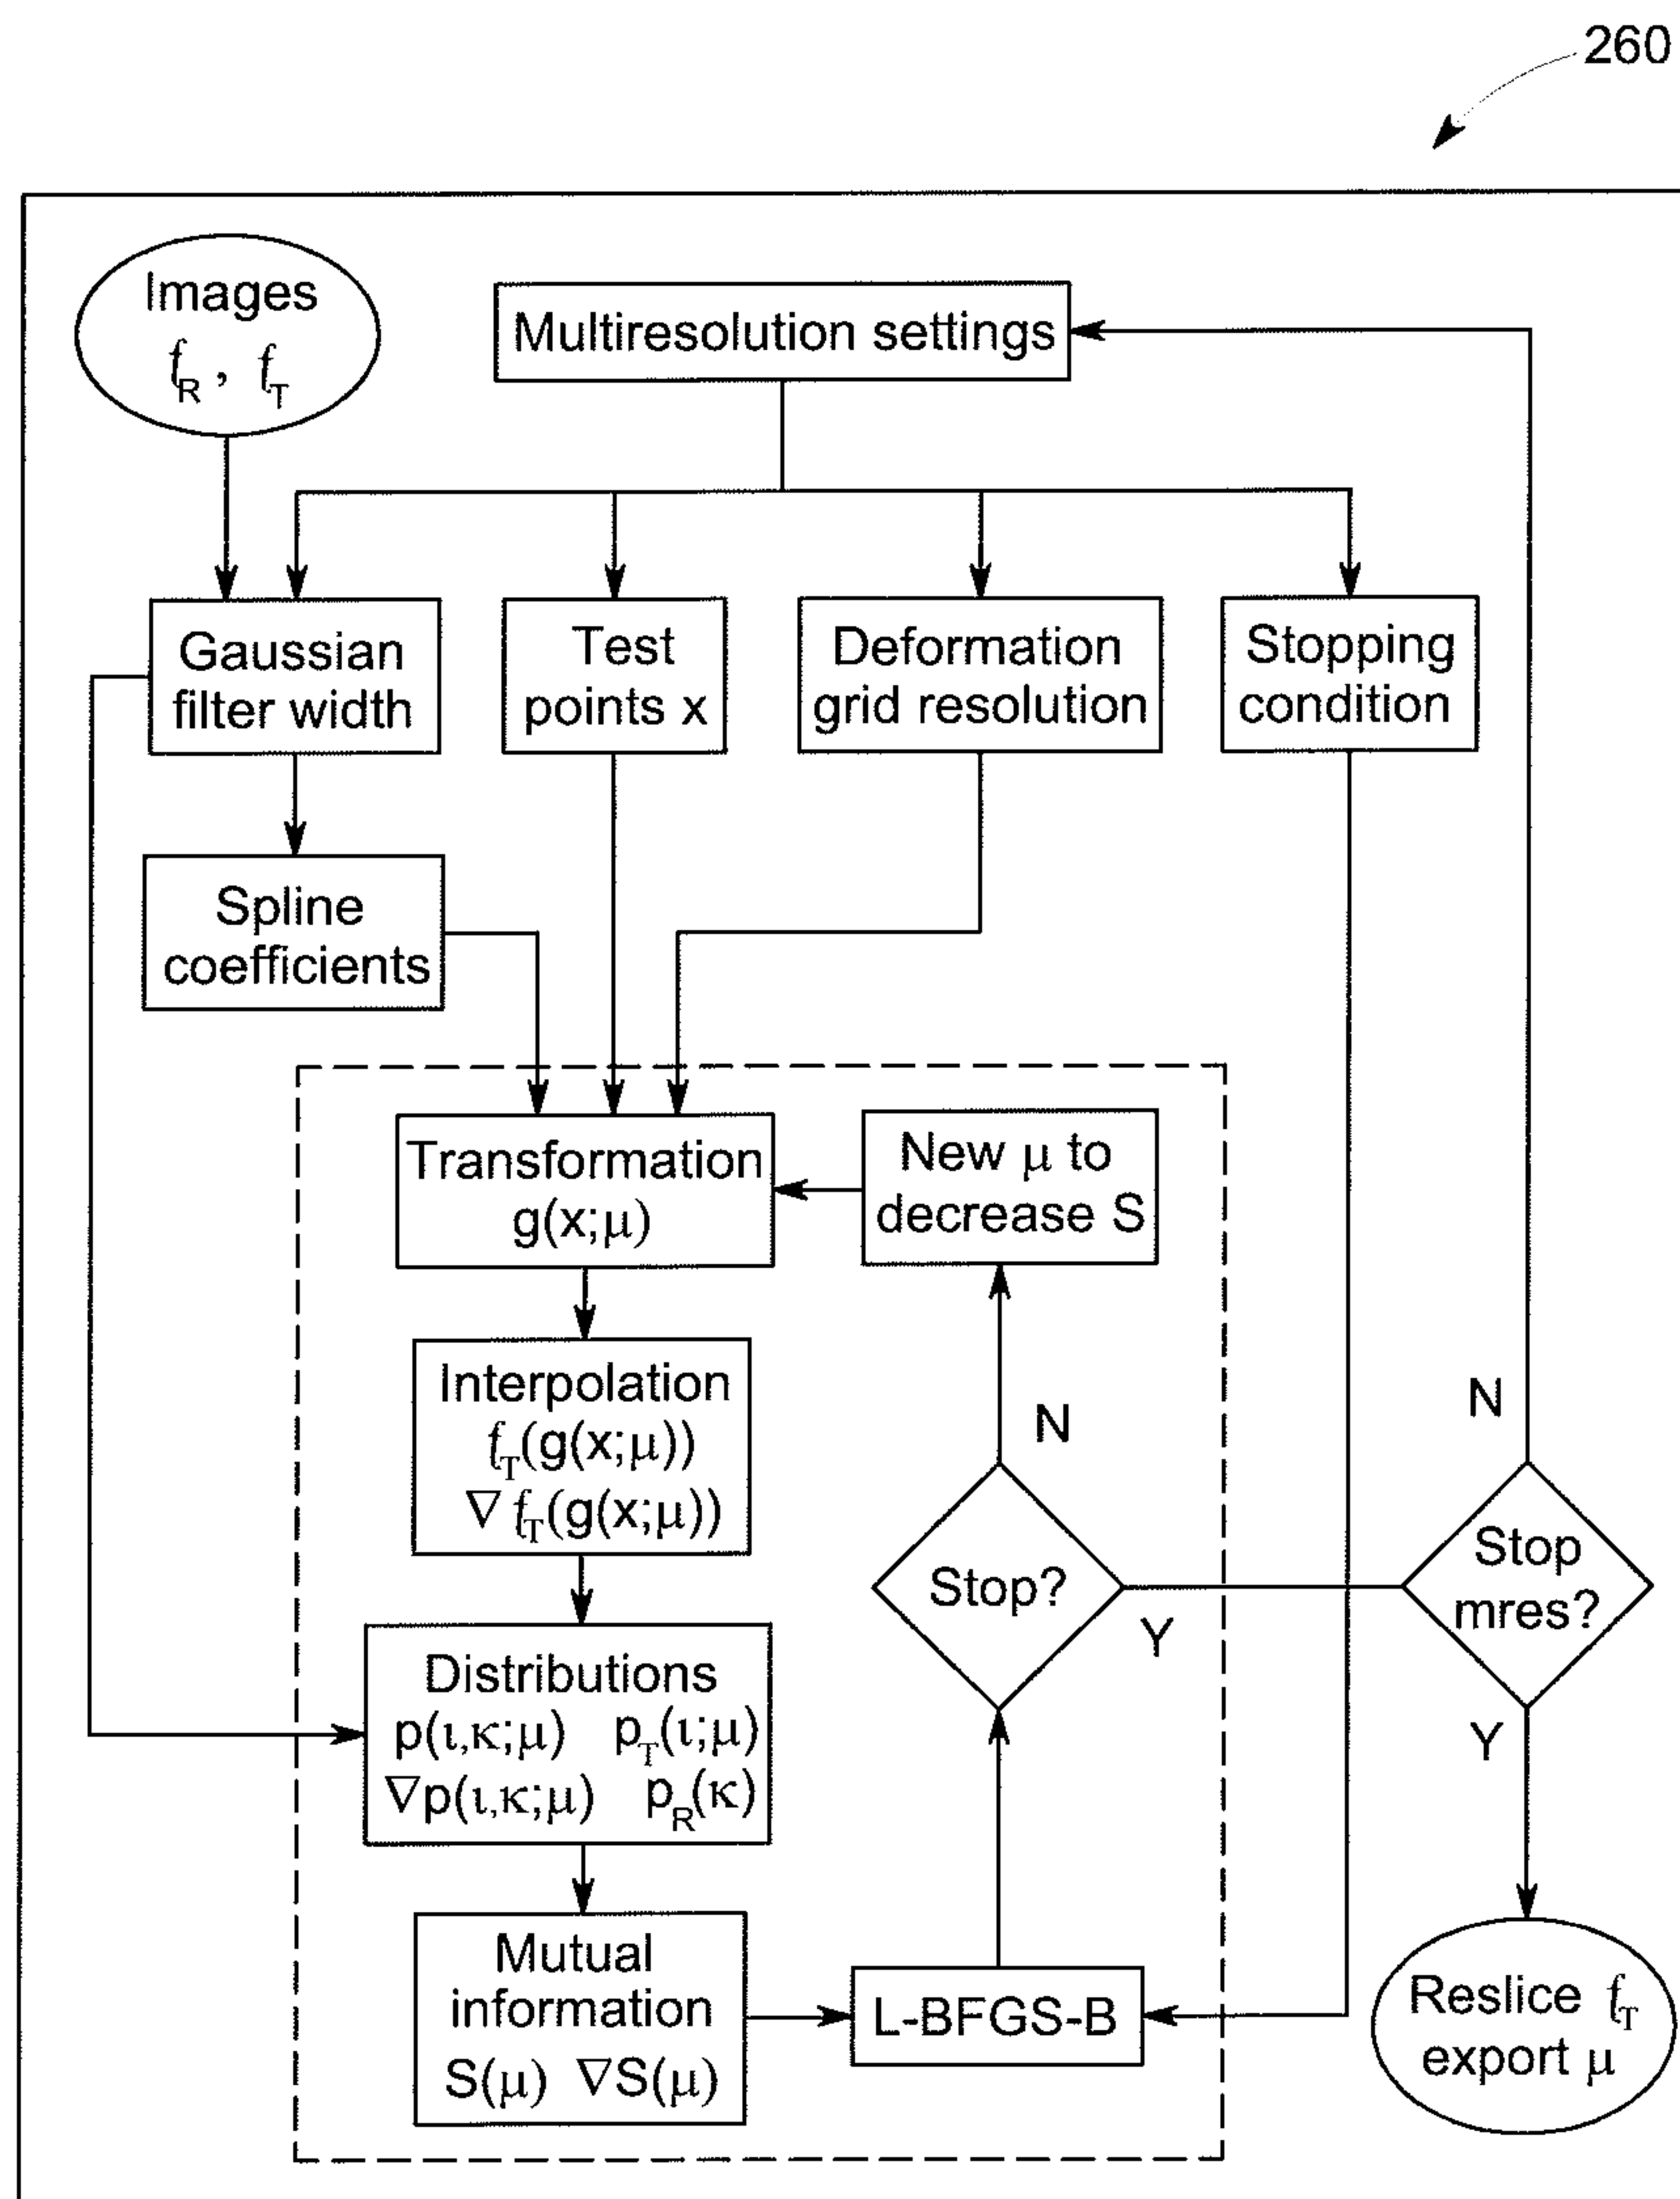 260
Images
f_R , f_T
Multiresolution settings
Gaussian
filter width
Test
points x
Deformation
grid resolution
Stopping
condition
Spline
coefficients
Transformation
g(x;μ)
New μ to
decrease S
Interpolation
f_T(g(x;μ))
∇ f_T(g(x;μ))
N
N
Stop?
Y
Stop
mres?
Y
Distributions
p(ι,κ;μ) p_T(ι;μ)
∇p(ι,κ;μ) p_R(κ)
Mutual
information
S(μ) ∇S(μ)
L-BFGS-B
Reslice f_T
export μ